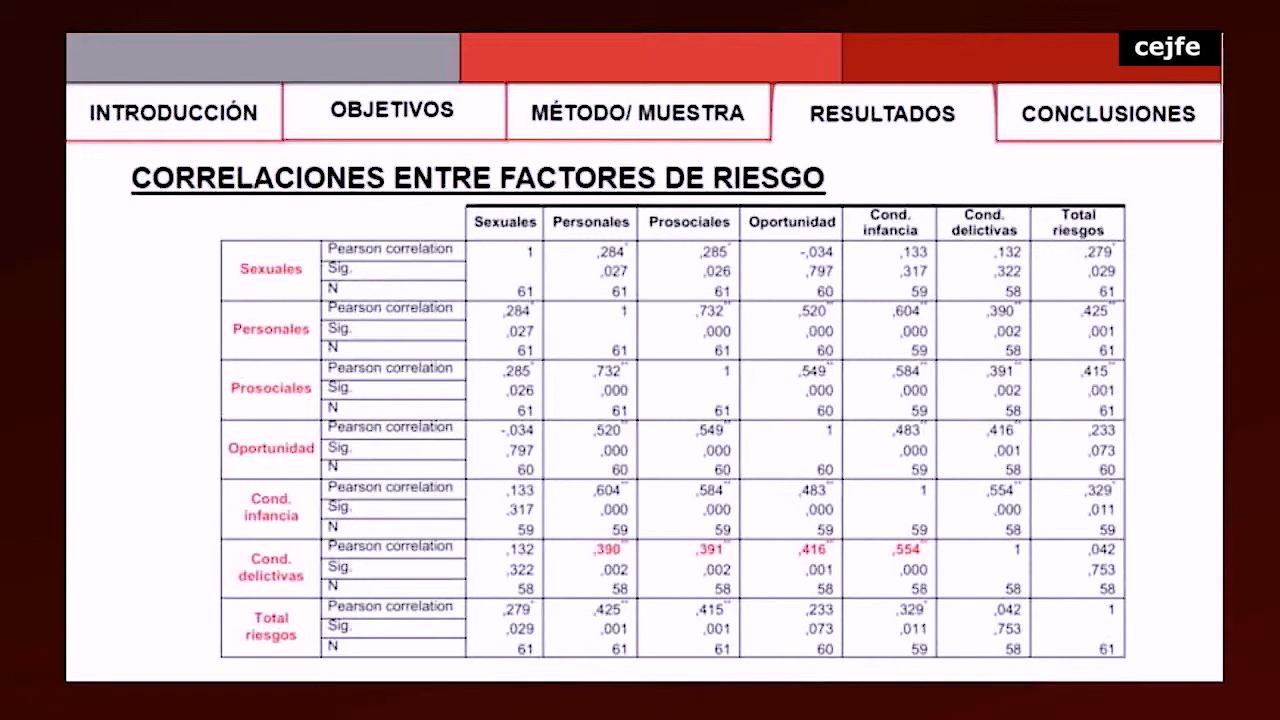 cejfe
INTRODUCCIÓN OBJETIVOS MÉTODO/ MUESTRA RESULTADOS CONCLUSIONES
CORRELACIONES ENTRE FACTORES DE RIESGO
Sexuales Personales Prosociales Oportunidad Cond. infancia Cond. delictivas Total riesgos
Sexuales
Pearson correlation 1 ,284* ,285* -,034 ,133 ,132 ,279*
Sig. ,027 ,026 ,797 ,317 ,322 ,029
N 61 61 61 60 59 58 61
Personales
Pearson correlation ,284* 1 ,732** ,520** ,604** ,390** ,425**
Sig. ,027 ,000 ,000 ,000 ,002 ,001
N 61 61 61 60 59 58 61
Prosociales
Pearson correlation ,285* ,732** 1 ,549** ,584** ,391** ,415**
Sig. ,026 ,000 ,000 ,000 ,002 ,001
N 61 61 61 60 59 58 61
Oportunidad
Pearson correlation -,034 ,520** ,549** 1 ,483** ,416** ,233
Sig. ,797 ,000 ,000 ,000 ,001 ,073
N 60 60 60 60 59 58 60
Cond. infancia
Pearson correlation ,133 ,604** ,584** ,483** 1 ,554** ,329*
Sig. ,317 ,000 ,000 ,000 ,000 ,011
N 59 59 59 59 59 58 59
Cond. delictivas
Pearson correlation ,132 ,390** ,391** ,416** ,554** 1 ,042
Sig. ,322 ,002 ,002 ,001 ,000 ,753
N 58 58 58 58 58 58 58
Total riesgos
Pearson correlation ,279* ,425** ,415** ,233 ,329* ,042 1
Sig. ,029 ,001 ,001 ,073 ,011 ,753
N 61 61 61 60 59 58 61